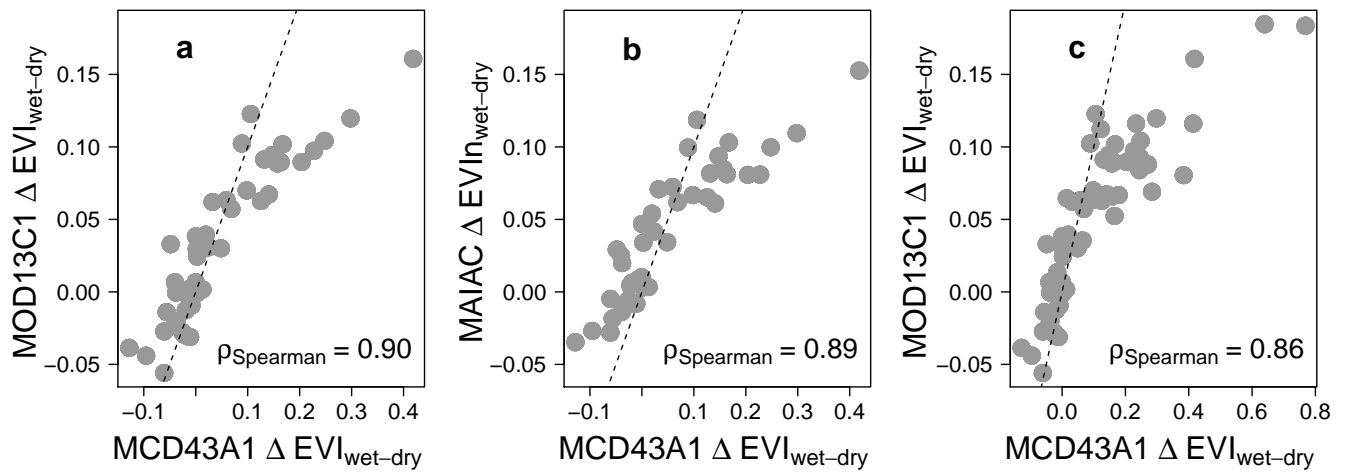 a
MOD13C1 Δ EVIwet−dry
0.15
0.10
0.05
0.00
−0.05
ρSpearman = 0.90
−0.1 0.1 0.2 0.3 0.4
MCD43A1 Δ EVIwet−dry
b
MAIAC Δ EVInwet−dry
0.15
0.10
0.05
0.00
−0.05
ρSpearman = 0.89
−0.1 0.1 0.2 0.3 0.4
MCD43A1 Δ EVIwet−dry
c
MOD13C1 Δ EVIwet−dry
0.15
0.10
0.05
0.00
−0.05
ρSpearman = 0.86
0.0 0.2 0.4 0.6 0.8
MCD43A1 Δ EVIwet−dry